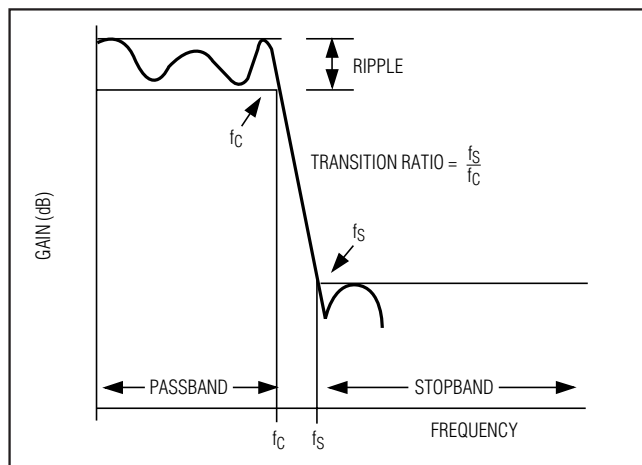 RIPPLE
fC
TRANSITION RATIO = fS/fC
fS
GAIN (dB)
PASSBAND
STOPBAND
fC
fS
FREQUENCY